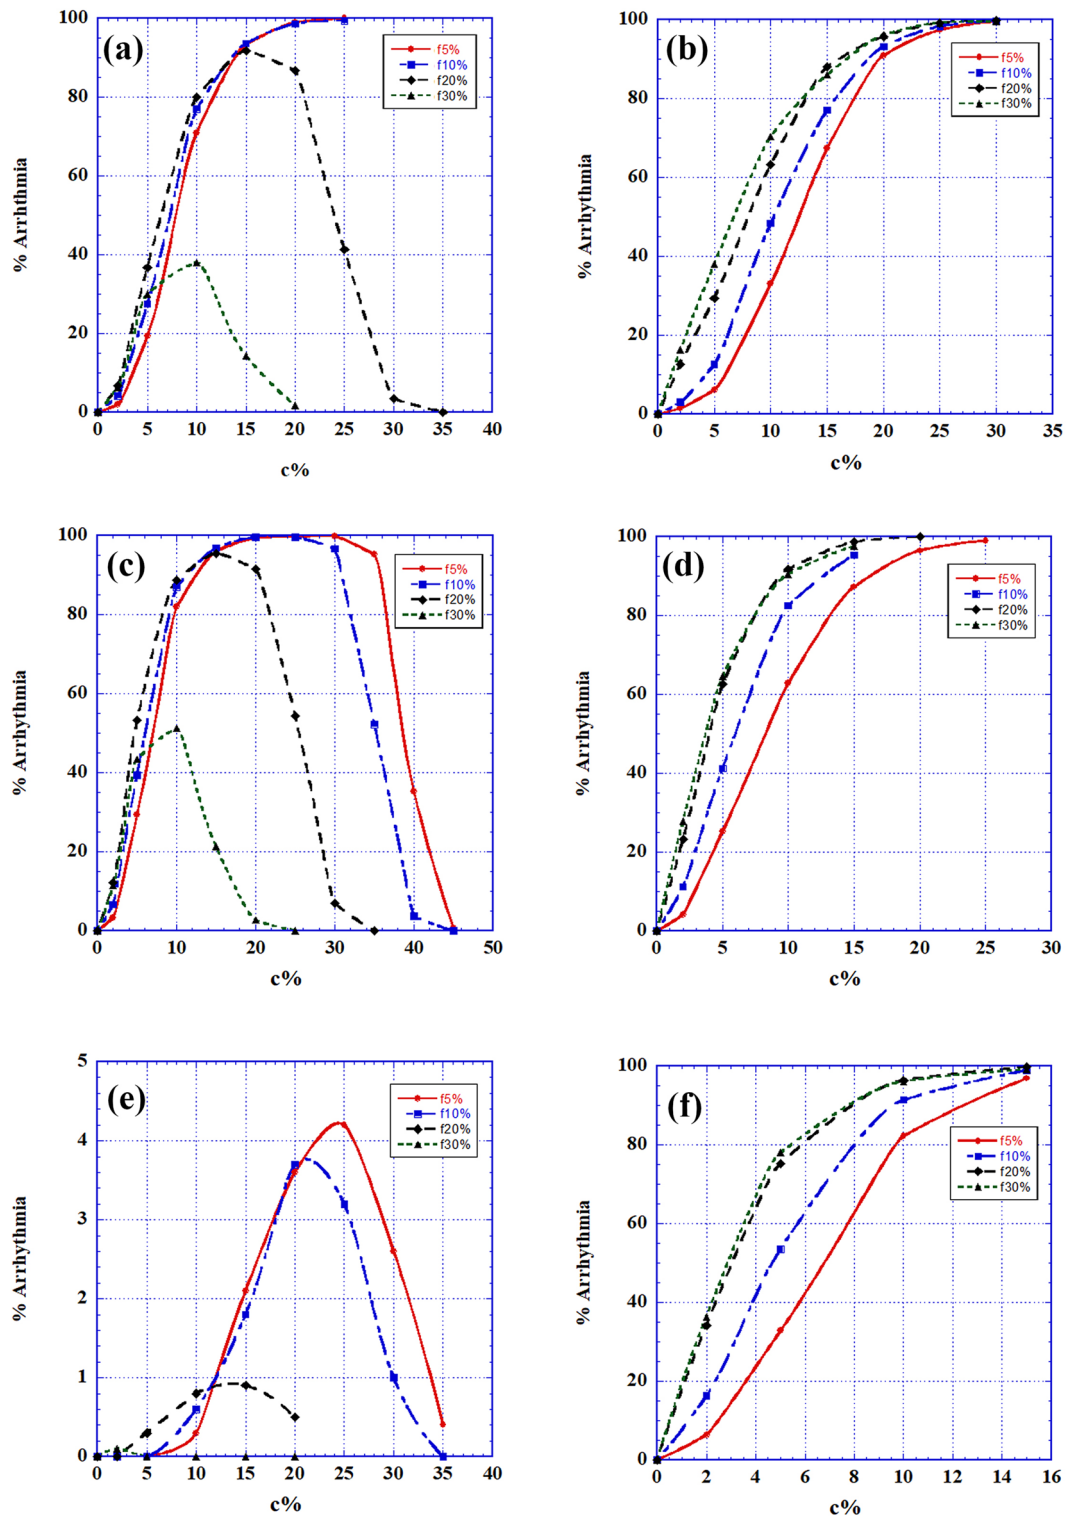 (a)
% Arrhthmia
100
80
60
40
20
0
f5%
f10%
f20%
f30%
0 5 10 15 20 25 30 35 40
c%
(b)
% Arrhythmia
100
80
60
40
20
0
f5%
f10%
f20%
f30%
0 5 10 15 20 25 30 35
c%
(c)
% Arrhythmia
100
80
60
40
20
0
f5%
f10%
f20%
f30%
0 10 20 30 40 50
c%
(d)
% Arrhythmia
100
80
60
40
20
0
f5%
f10%
f20%
f30%
0 5 10 15 20 25 30
c%
(e)
% Arrhythmia
5
4
3
2
1
0
f5%
f10%
f20%
f30%
0 5 10 15 20 25 30 35 40
c%
(f)
% Arrhythmia
100
80
60
40
20
0
f5%
f10%
f20%
f30%
0 2 4 6 8 10 12 14 16
c%